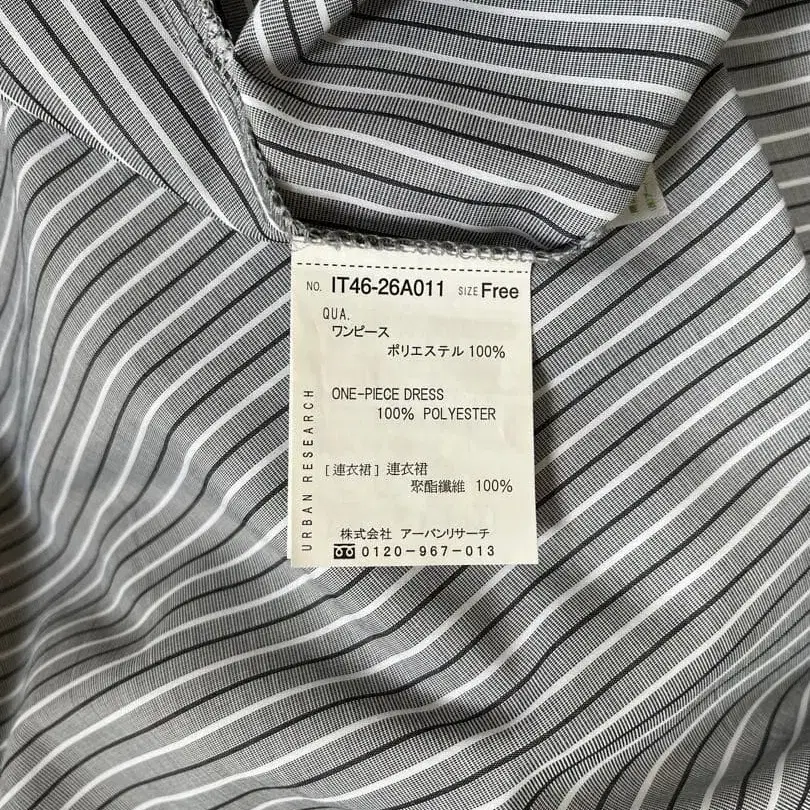 NO. IT46-26A011 SIZE Free
QUA.
ワンピース
ポリエステル 100%
ONE-PIECE DRESS
100% POLYESTER
[連衣裙] 連衣裙
聚酯纖維 100%
URBAN RESEARCH
株式会社 アーバンリサーチ
0120-967-013